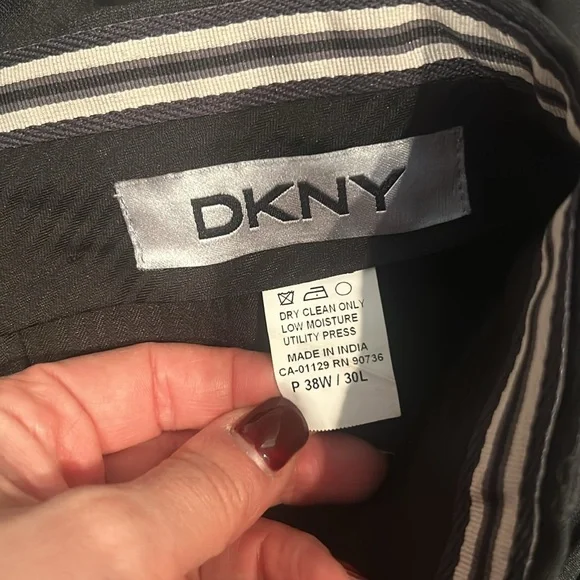 DKNY
DRY CLEAN ONLY
LOW MOISTURE
UTILITY PRESS
MADE IN INDIA
CA-01129 RN 90736
P 38W / 30L